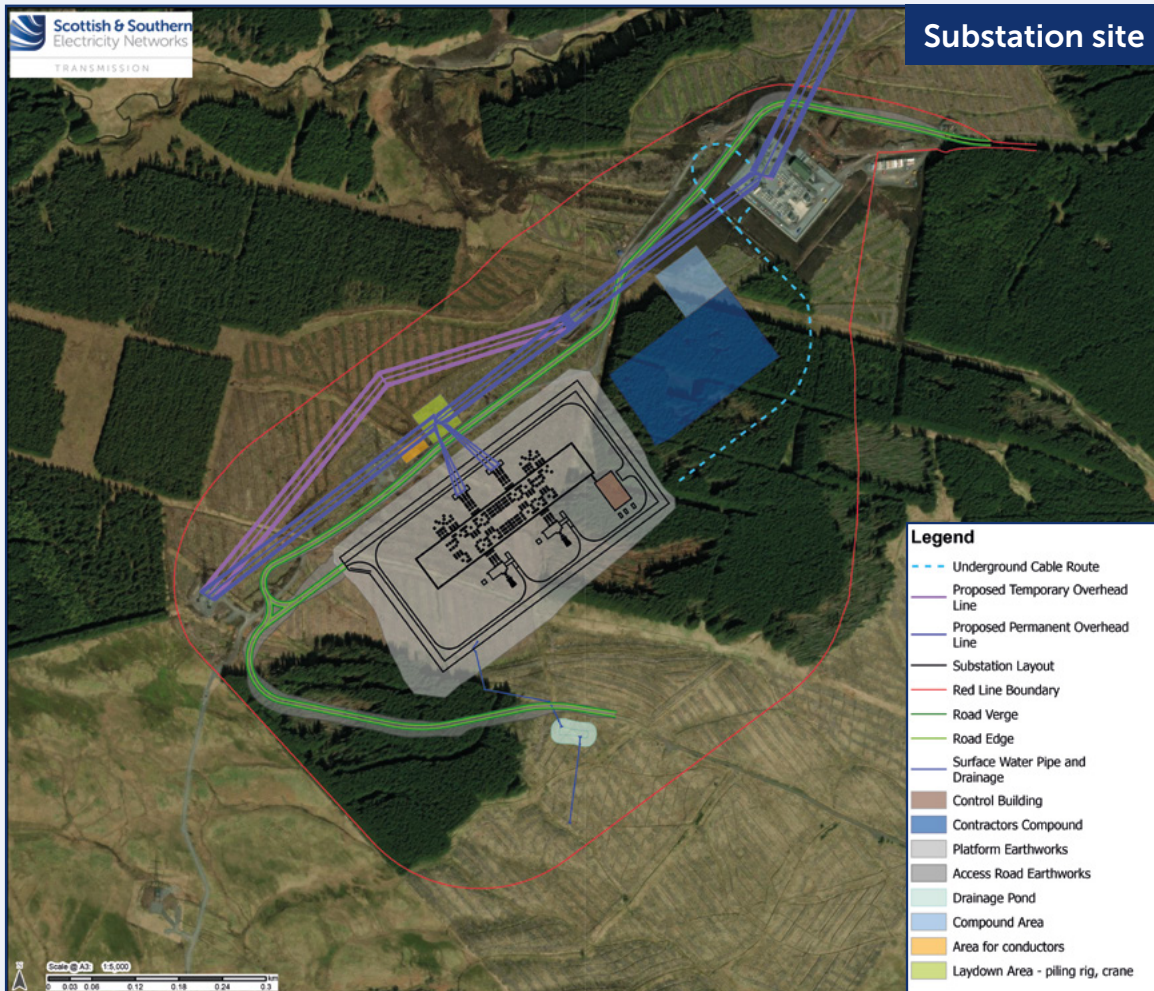 Scottish & Southern
Electricity Networks
TRANSMISSION
Substation site
Legend
Underground Cable Route
Proposed Temporary Overhead
Line
Proposed Permanent Overhead
Line
Substation Layout
Red Line Boundary
Road Verge
Road Edge
Surface Water Pipe and
Drainage
Control Building
Contractors Compound
Platform Earthworks
Access Road Earthworks
Drainage Pond
Compound Area
Area for conductors
Laydown Area - piling rig, crane
N
Scale @ A3: 1:5,000
km
0 0.03 0.06 0.12 0.18 0.24 0.3